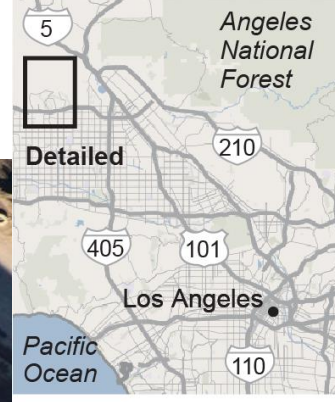 5
Angeles
National
Forest
Detailed
210
405
101
Los Angeles
Pacific
Ocean
110